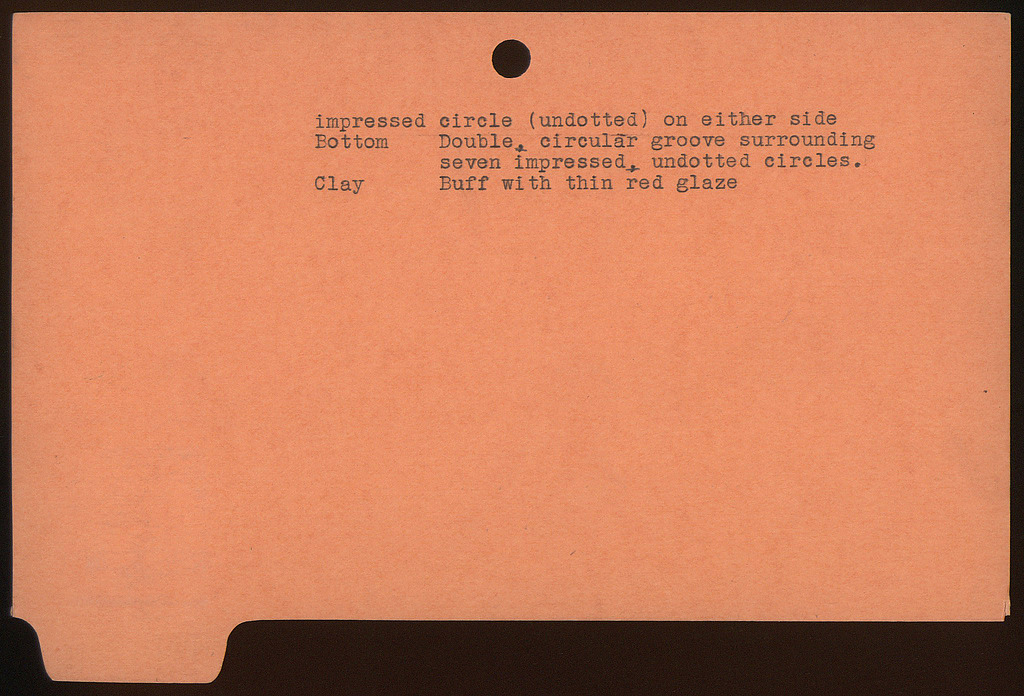 impressed circle (undotted) on either side
Bottom Double, circular groove surrounding
seven impressed, undotted circles.
Clay Buff with thin red glaze